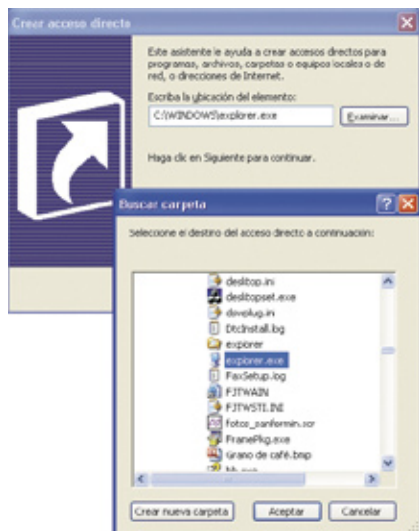 Crear acceso directo
Este asistente le ayuda a crear accesos directos para
programas, archivos, carpetas o equipos locales o de
red, o direcciones de Internet.
Escriba la ubicación del elemento:
C:\WINDOWS\explorer.exe
Examinar...
Haga clic en Siguiente para continuar.
Buscar carpeta
Seleccione el destino del acceso directo a continuación:
desktop.ini
desktopset.exe
doveplug.in
DtcInstall.log
explorer
explorer.exe
FaxSetup.log
FJTWAIN
FJTWSTI.INI
fotos_sanfermin.scr
FramePkg.exe
Grano de café.bmp
hh.exe
Crear nueva carpeta
Aceptar
Cancelar